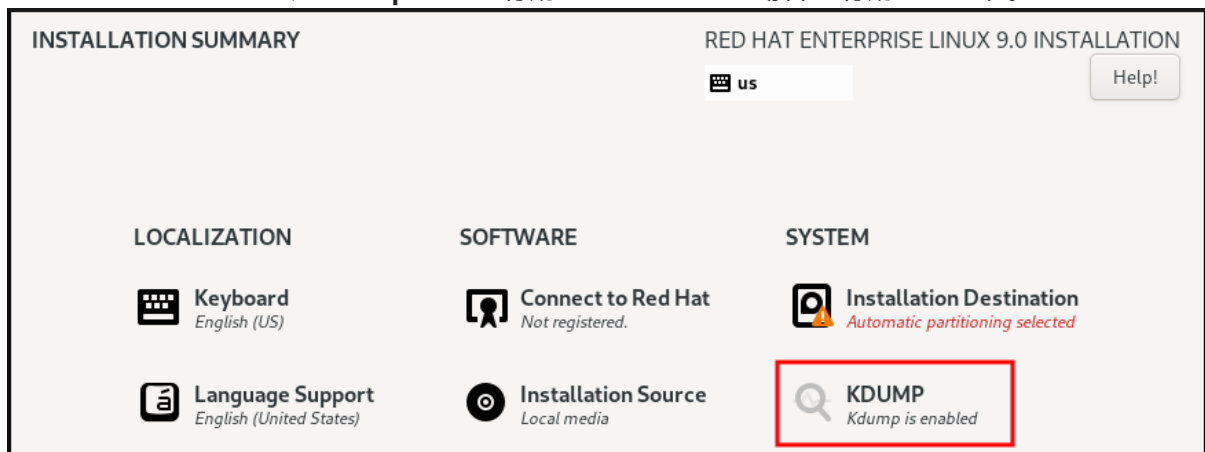 INSTALLATION SUMMARY
RED HAT ENTERPRISE LINUX 9.0 INSTALLATION
us
Help!
LOCALIZATION
SOFTWARE
SYSTEM
Keyboard
English (US)
Connect to Red Hat
Not registered.
Installation Destination
Automatic partitioning selected
Language Support
English (United States)
Installation Source
Local media
KDUMP
Kdump is enabled